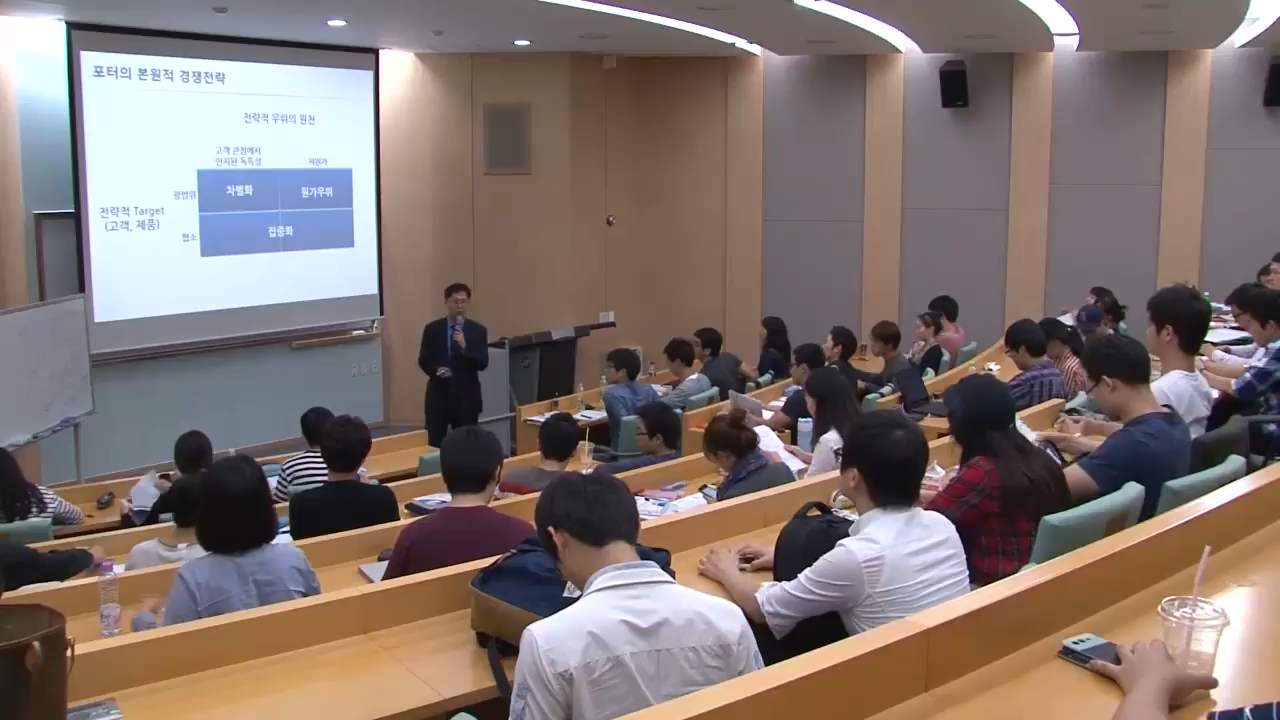 포터의 본원적 경쟁전략
전략적 우위의 원천
고객 관점에서
인지된 독특성
저원가
광범위
차별화
원가우위
전략적 Target
(고객, 제품)
협소
집중화